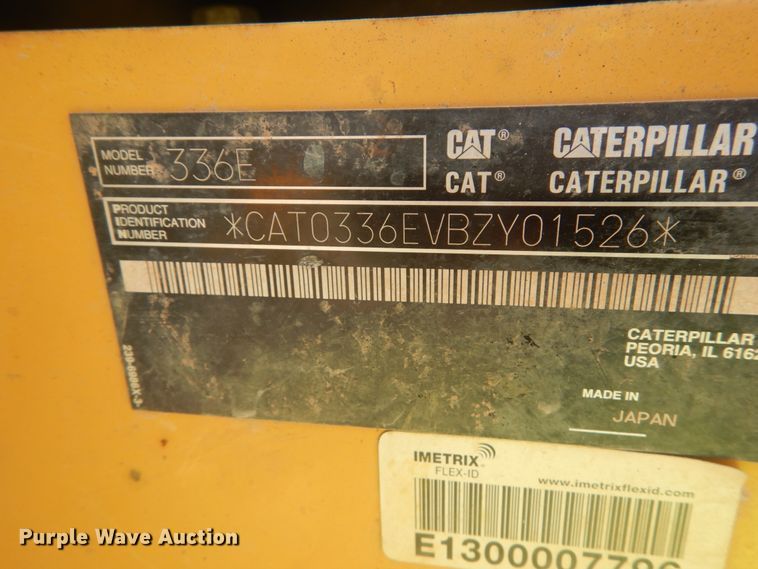 MODEL NUMBER 336E
CAT® CATERPILLAR
CAT® CATERPILLAR®
PRODUCT IDENTIFICATION NUMBER *CAT0336EVBZY01526*
CATERPILLAR
PEORIA, IL 6162
USA
MADE IN
JAPAN
IMETRIX®
FLEX-ID
www.imetrixflexid.com
Purple Wave Auction